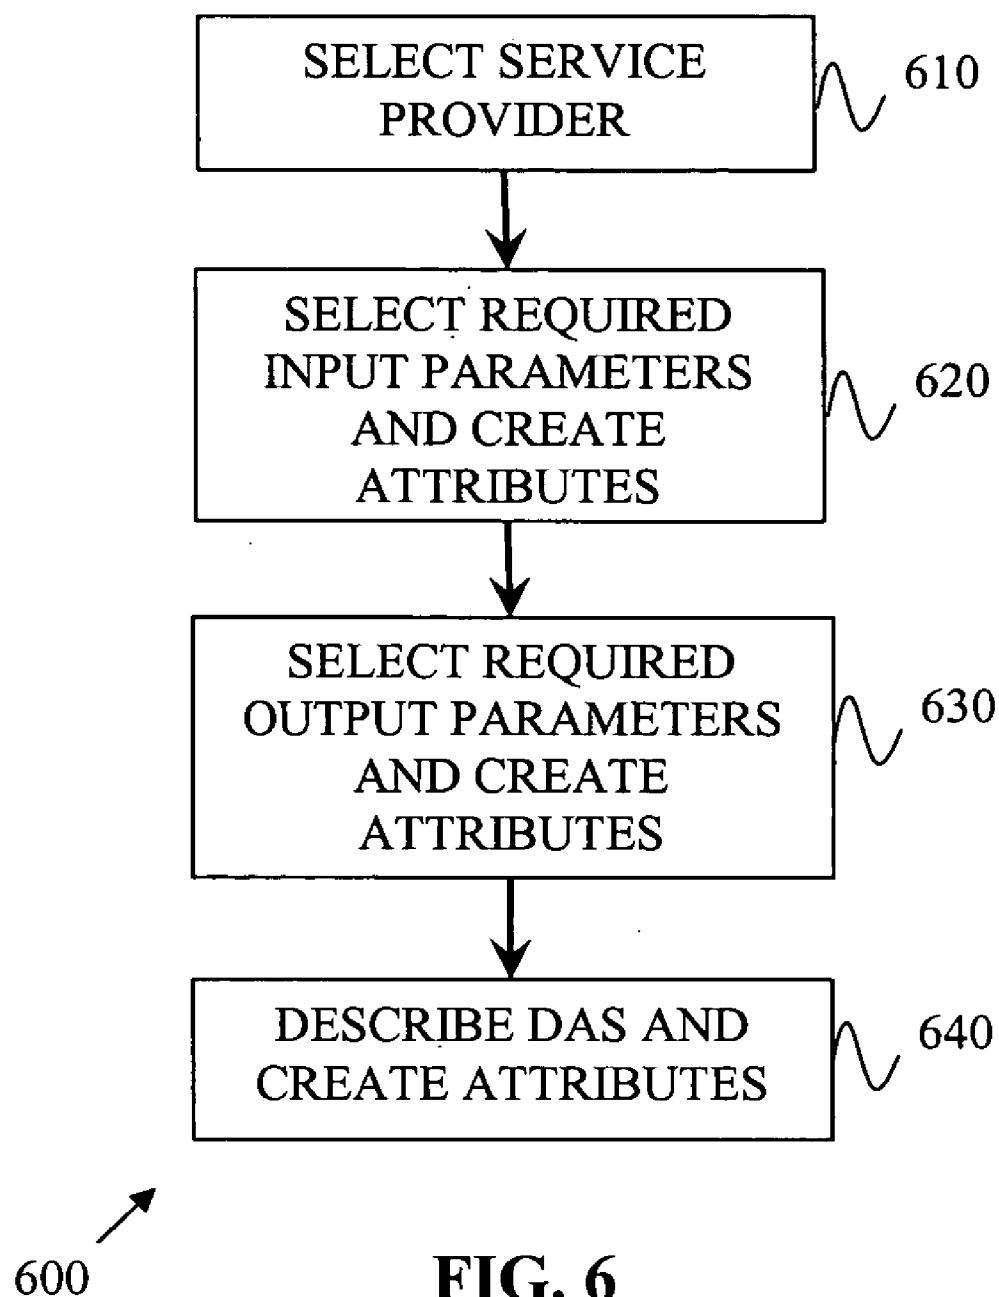 SELECT SERVICE
PROVIDER
610
SELECT REQUIRED
INPUT PARAMETERS
AND CREATE
ATTRIBUTES
620
SELECT REQUIRED
OUTPUT PARAMETERS
AND CREATE
ATTRIBUTES
630
DESCRIBE DAS AND
CREATE ATTRIBUTES
640
600
FIG. 6